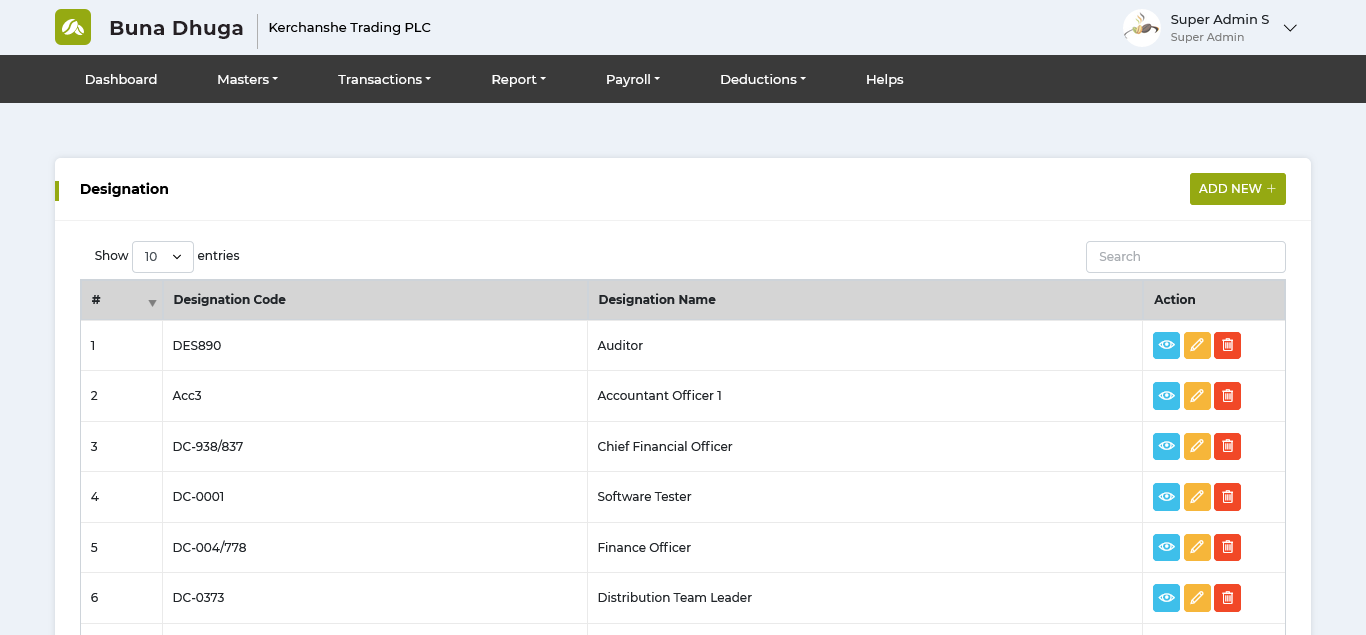 Buna Dhuga
Kerchanshe Trading PLC
Super Admin S
Super Admin
Dashboard Masters Transactions Report Payroll Deductions Helps
Designation
ADD NEW +
Show 10 entries
Search
# Designation Code Designation Name Action
1 DES890 Auditor
2 Acc3 Accountant Officer 1
3 DC-938/837 Chief Financial Officer
4 DC-0001 Software Tester
5 DC-004/778 Finance Officer
6 DC-0373 Distribution Team Leader